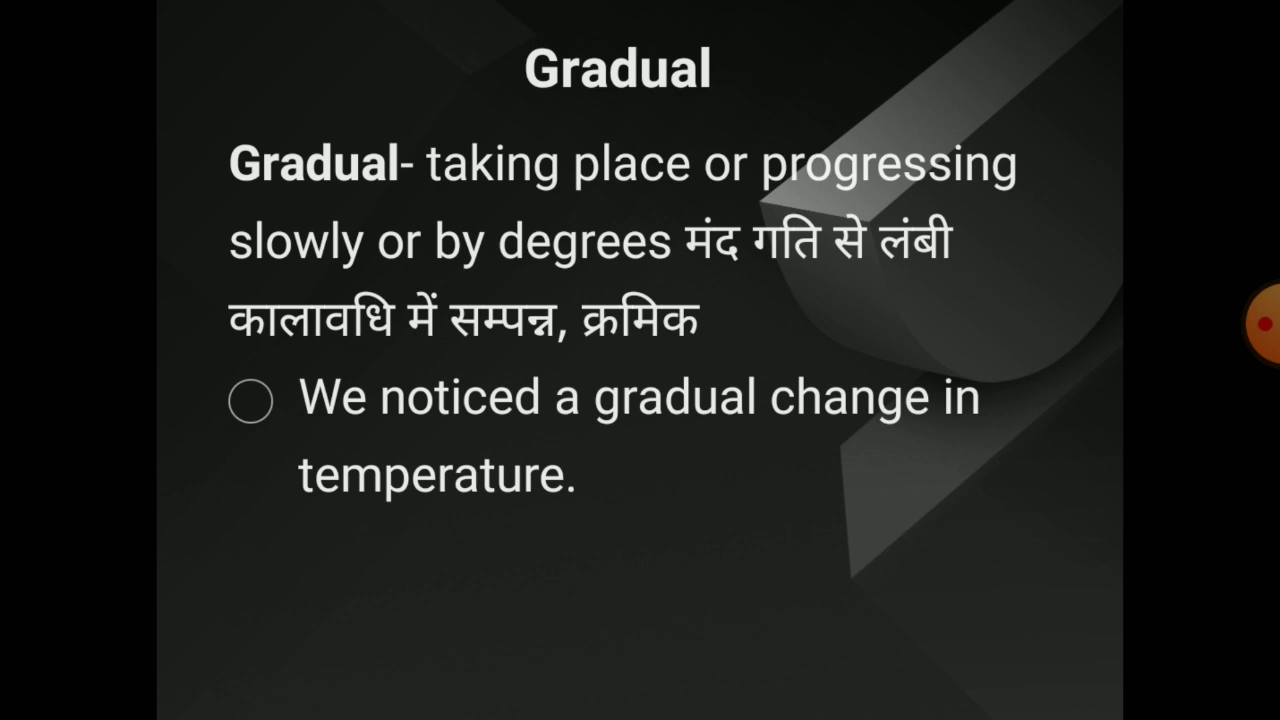 Gradual
Gradual- taking place or progressing
slowly or by degrees मंद गति से लंबी
कालावधि में सम्पन्न, क्रमिक
We noticed a gradual change in
temperature.